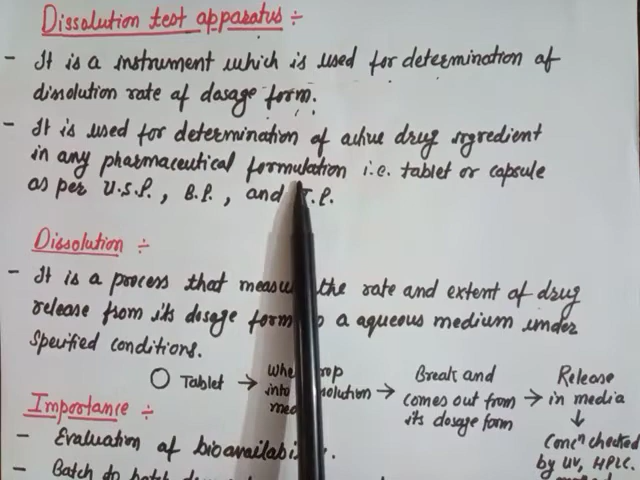 Dissolution test apparatus :-
- It is a instrument which is used for determination of
dissolution rate of dosage form.
- It is used for determination of active drug ingredient
in any pharmaceutical formulation i.e. tablet or capsule
as per U.S.P., B.P., and I.P.
Dissolution :-
- It is a process that measu the rate and extent of drug
release from its dosage form a aqueous medium under
specified conditions.
Tablet → into → Break and comes out from its dosage form → Release in media
↓
Concn checked
by UV, HPLC.
Importance :-
- Evaluation of bioavailabi
- Batch to batch